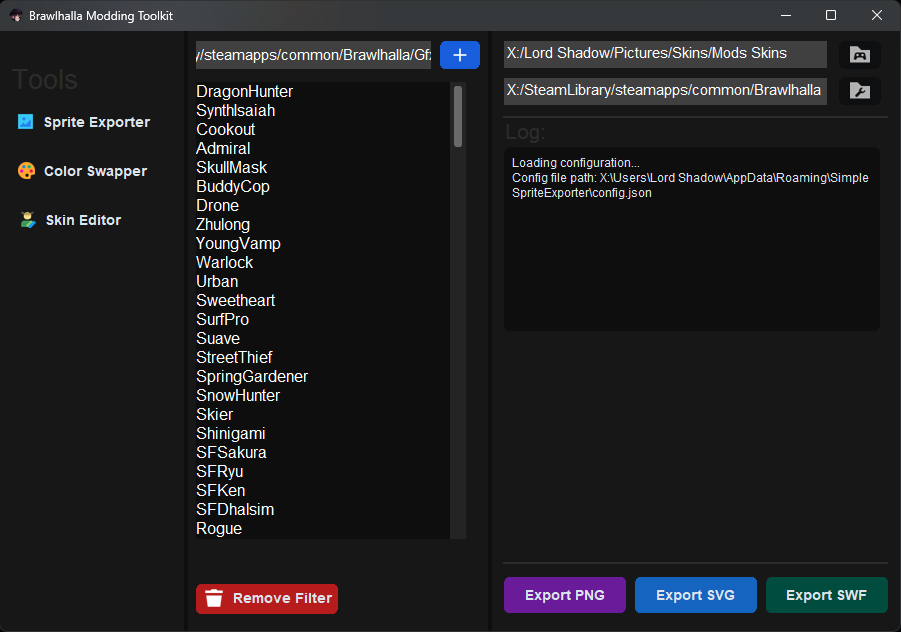 Brawlhalla Modding Toolkit
Tools
Sprite Exporter
Color Swapper
Skin Editor
y/steamapps/common/Brawlhalla/Gfx
+
DragonHunter
SynthIsaiah
Cookout
Admiral
SkullMask
BuddyCop
Drone
Zhulong
YoungVamp
Warlock
Urban
Sweetheart
SurfPro
Suave
StreetThief
SpringGardener
SnowHunter
Skier
Shinigami
SFSakura
SFRyu
SFKen
SFDhalsim
Rogue
Remove Filter
X:/Lord Shadow/Pictures/Skins/Mods Skins
X:/SteamLibrary/steamapps/common/Brawlhalla
Log:
Loading configuration...
Config file path: X:\Users\Lord Shadow\AppData\Roaming\Simple
SpriteExporter\config.json
Export PNG
Export SVG
Export SWF